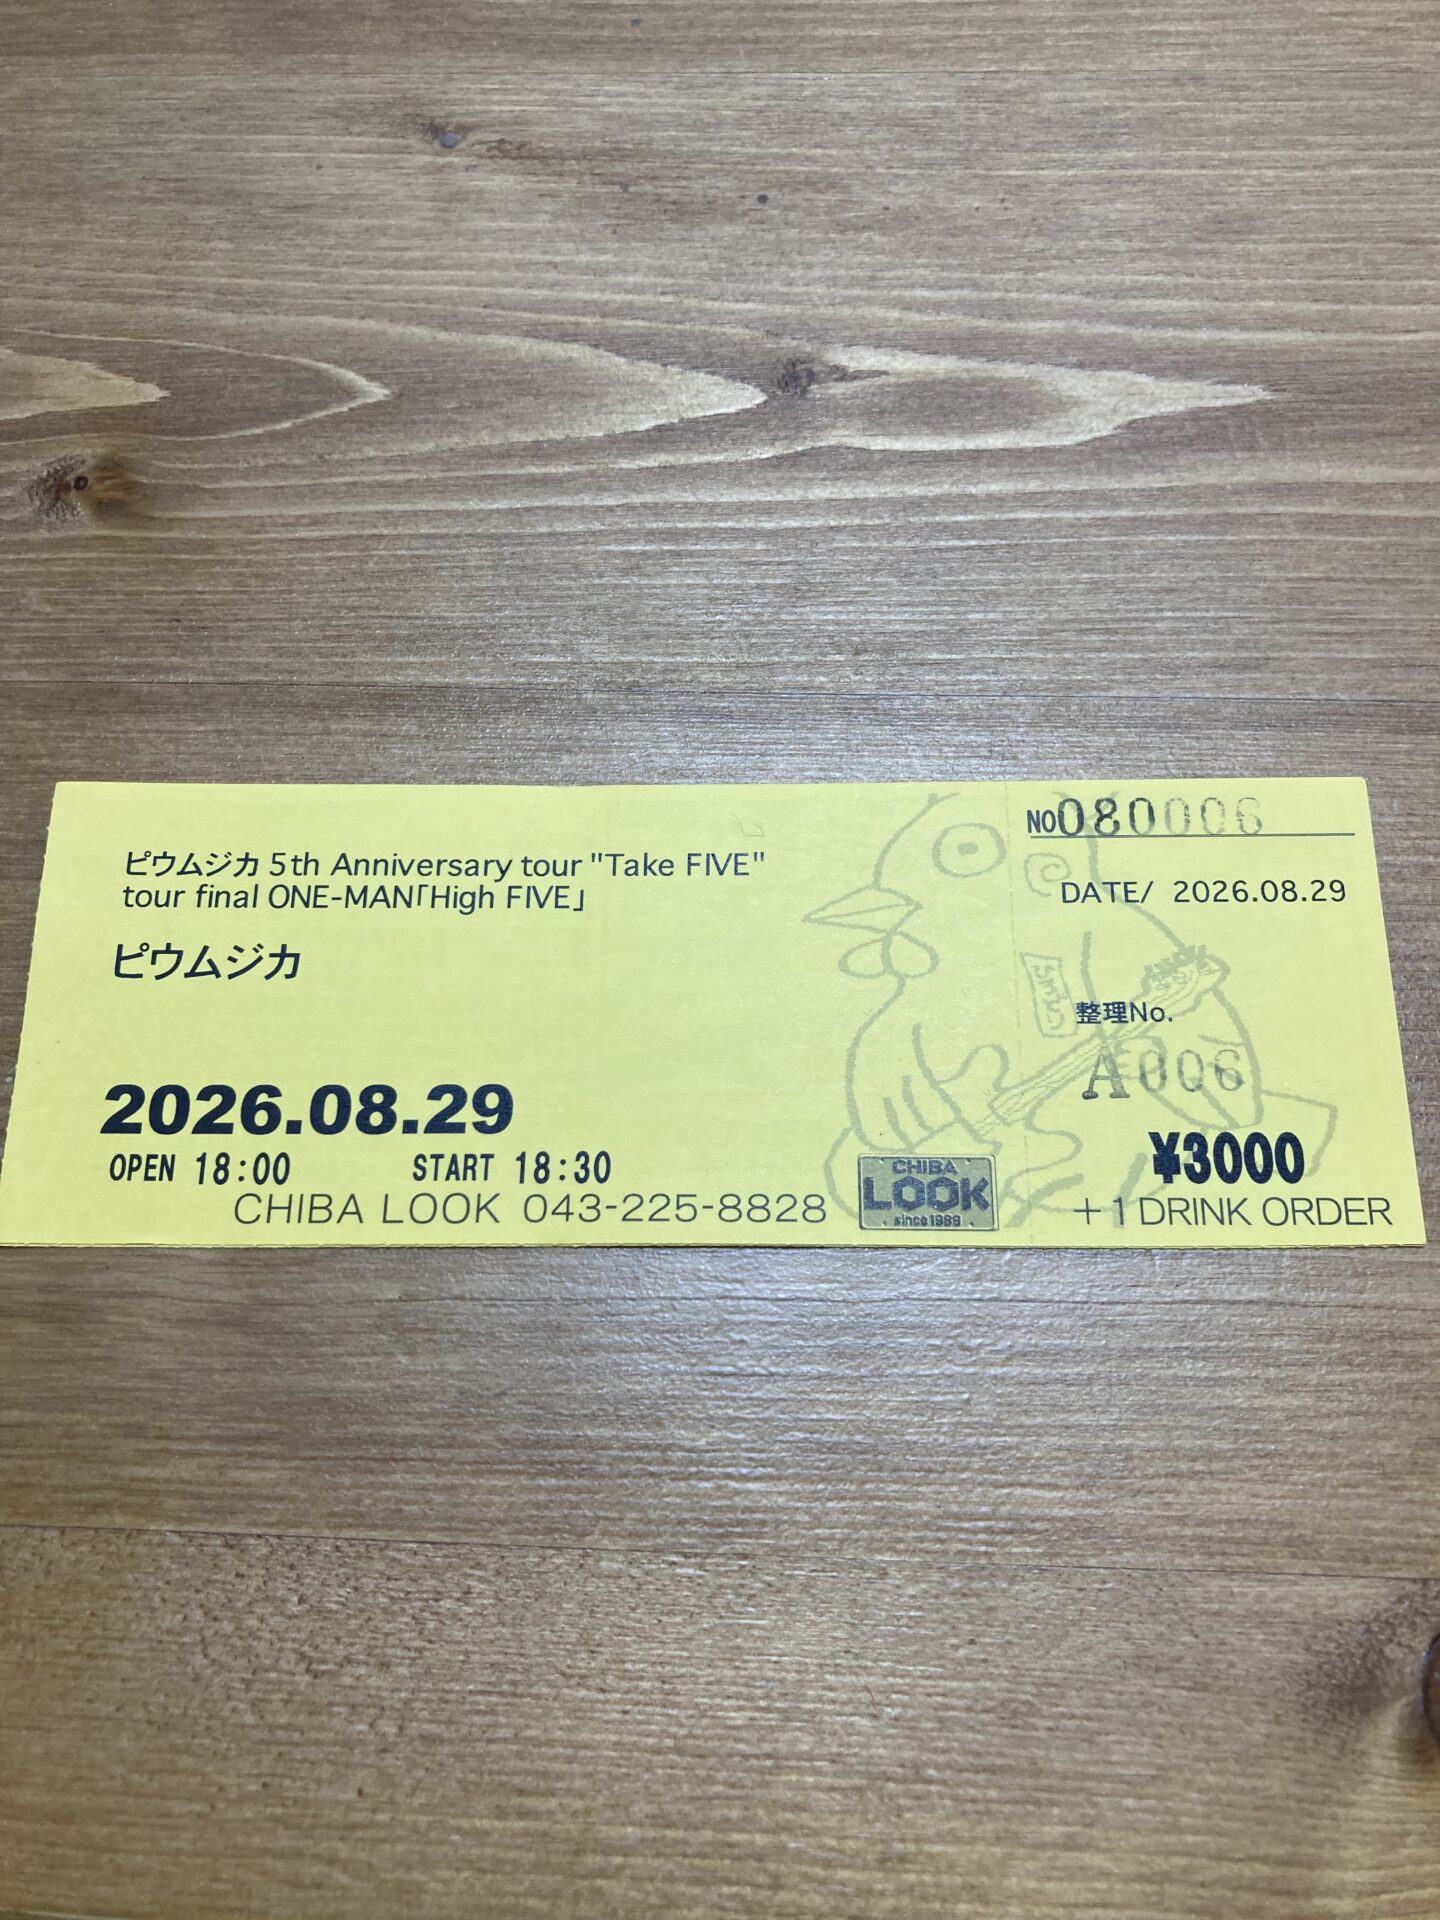 ピウムジカ 5th Anniversary tour "Take FIVE"
tour final ONE-MAN「High FIVE」
ピウムジカ
2026.08.29
OPEN 18:00 START 18:30
CHIBA LOOK 043-225-8828
CHIBA
LOOK
since1989
NO080006
DATE/ 2026.08.29
整理No.
A006
¥3000
+1 DRINK ORDER